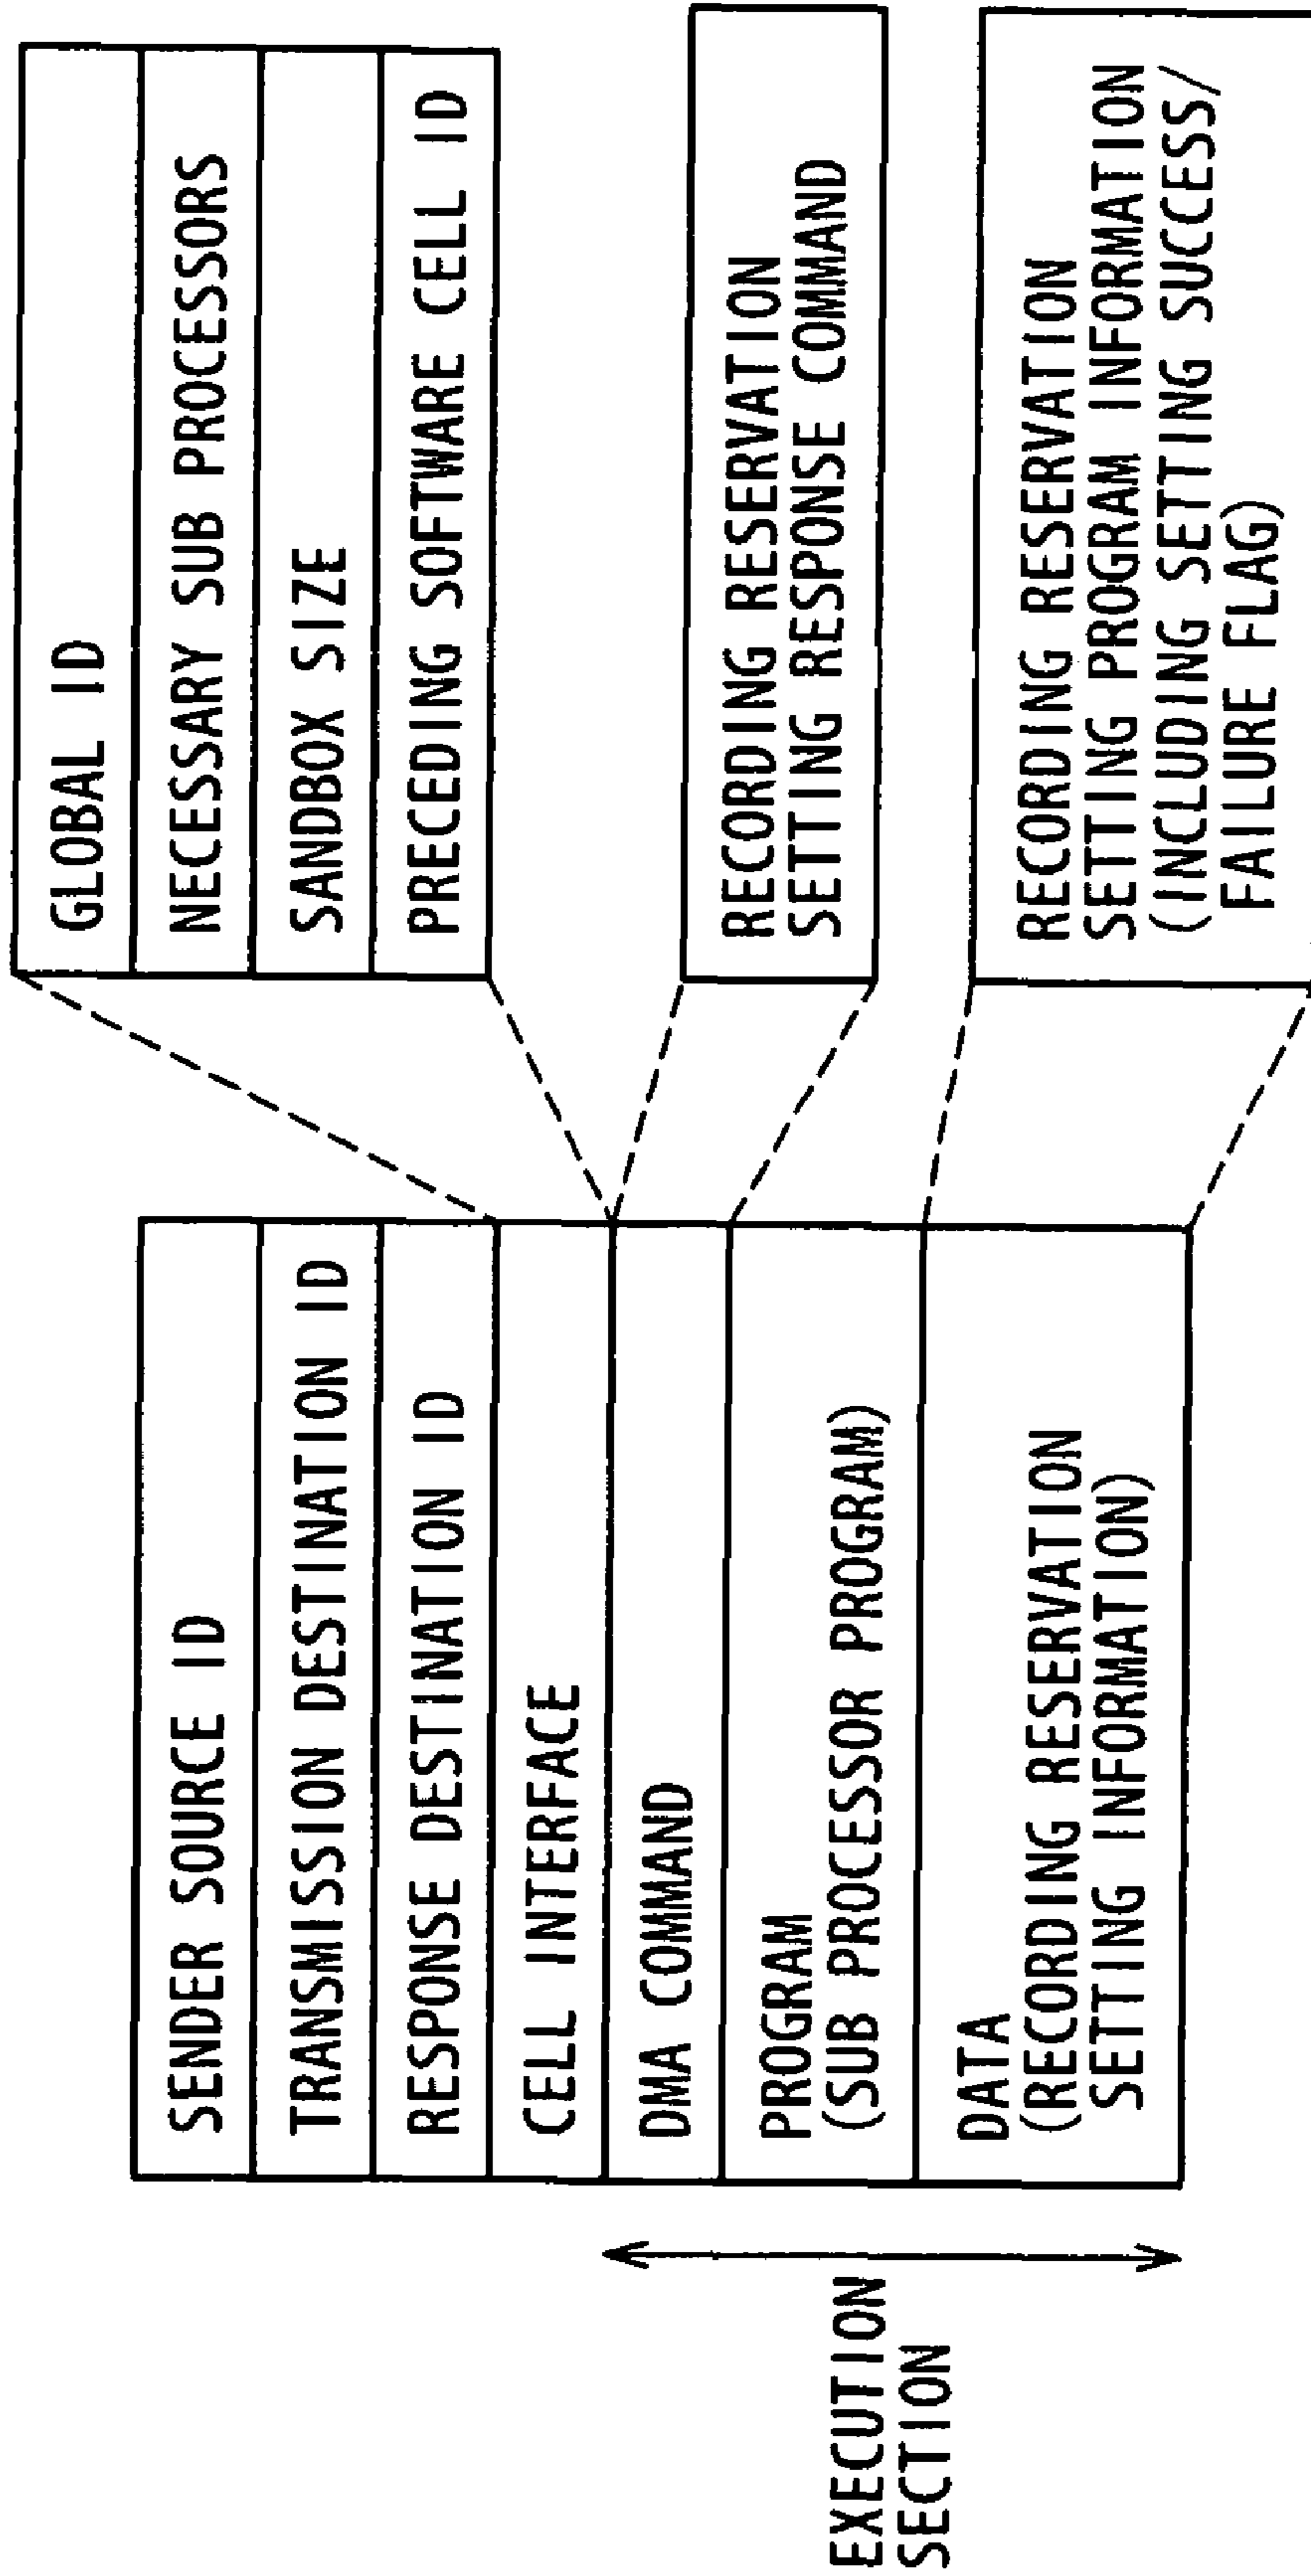 SENDER SOURCE ID
TRANSMISSION DESTINATION ID
RESPONSE DESTINATION ID
CELL INTERFACE
DMA COMMAND
PROGRAM
(SUB PROCESSOR PROGRAM)
DATA
(RECORDING RESERVATION
SETTING INFORMATION)
EXECUTION
SECTION
GLOBAL ID
NECESSARY SUB PROCESSORS
SANDBOX SIZE
PRECEDING SOFTWARE CELL ID
RECORDING RESERVATION
SETTING RESPONSE COMMAND
RECORDING RESERVATION
SETTING PROGRAM INFORMATION
(INCLUDING SETTING SUCCESS/
FAILURE FLAG)